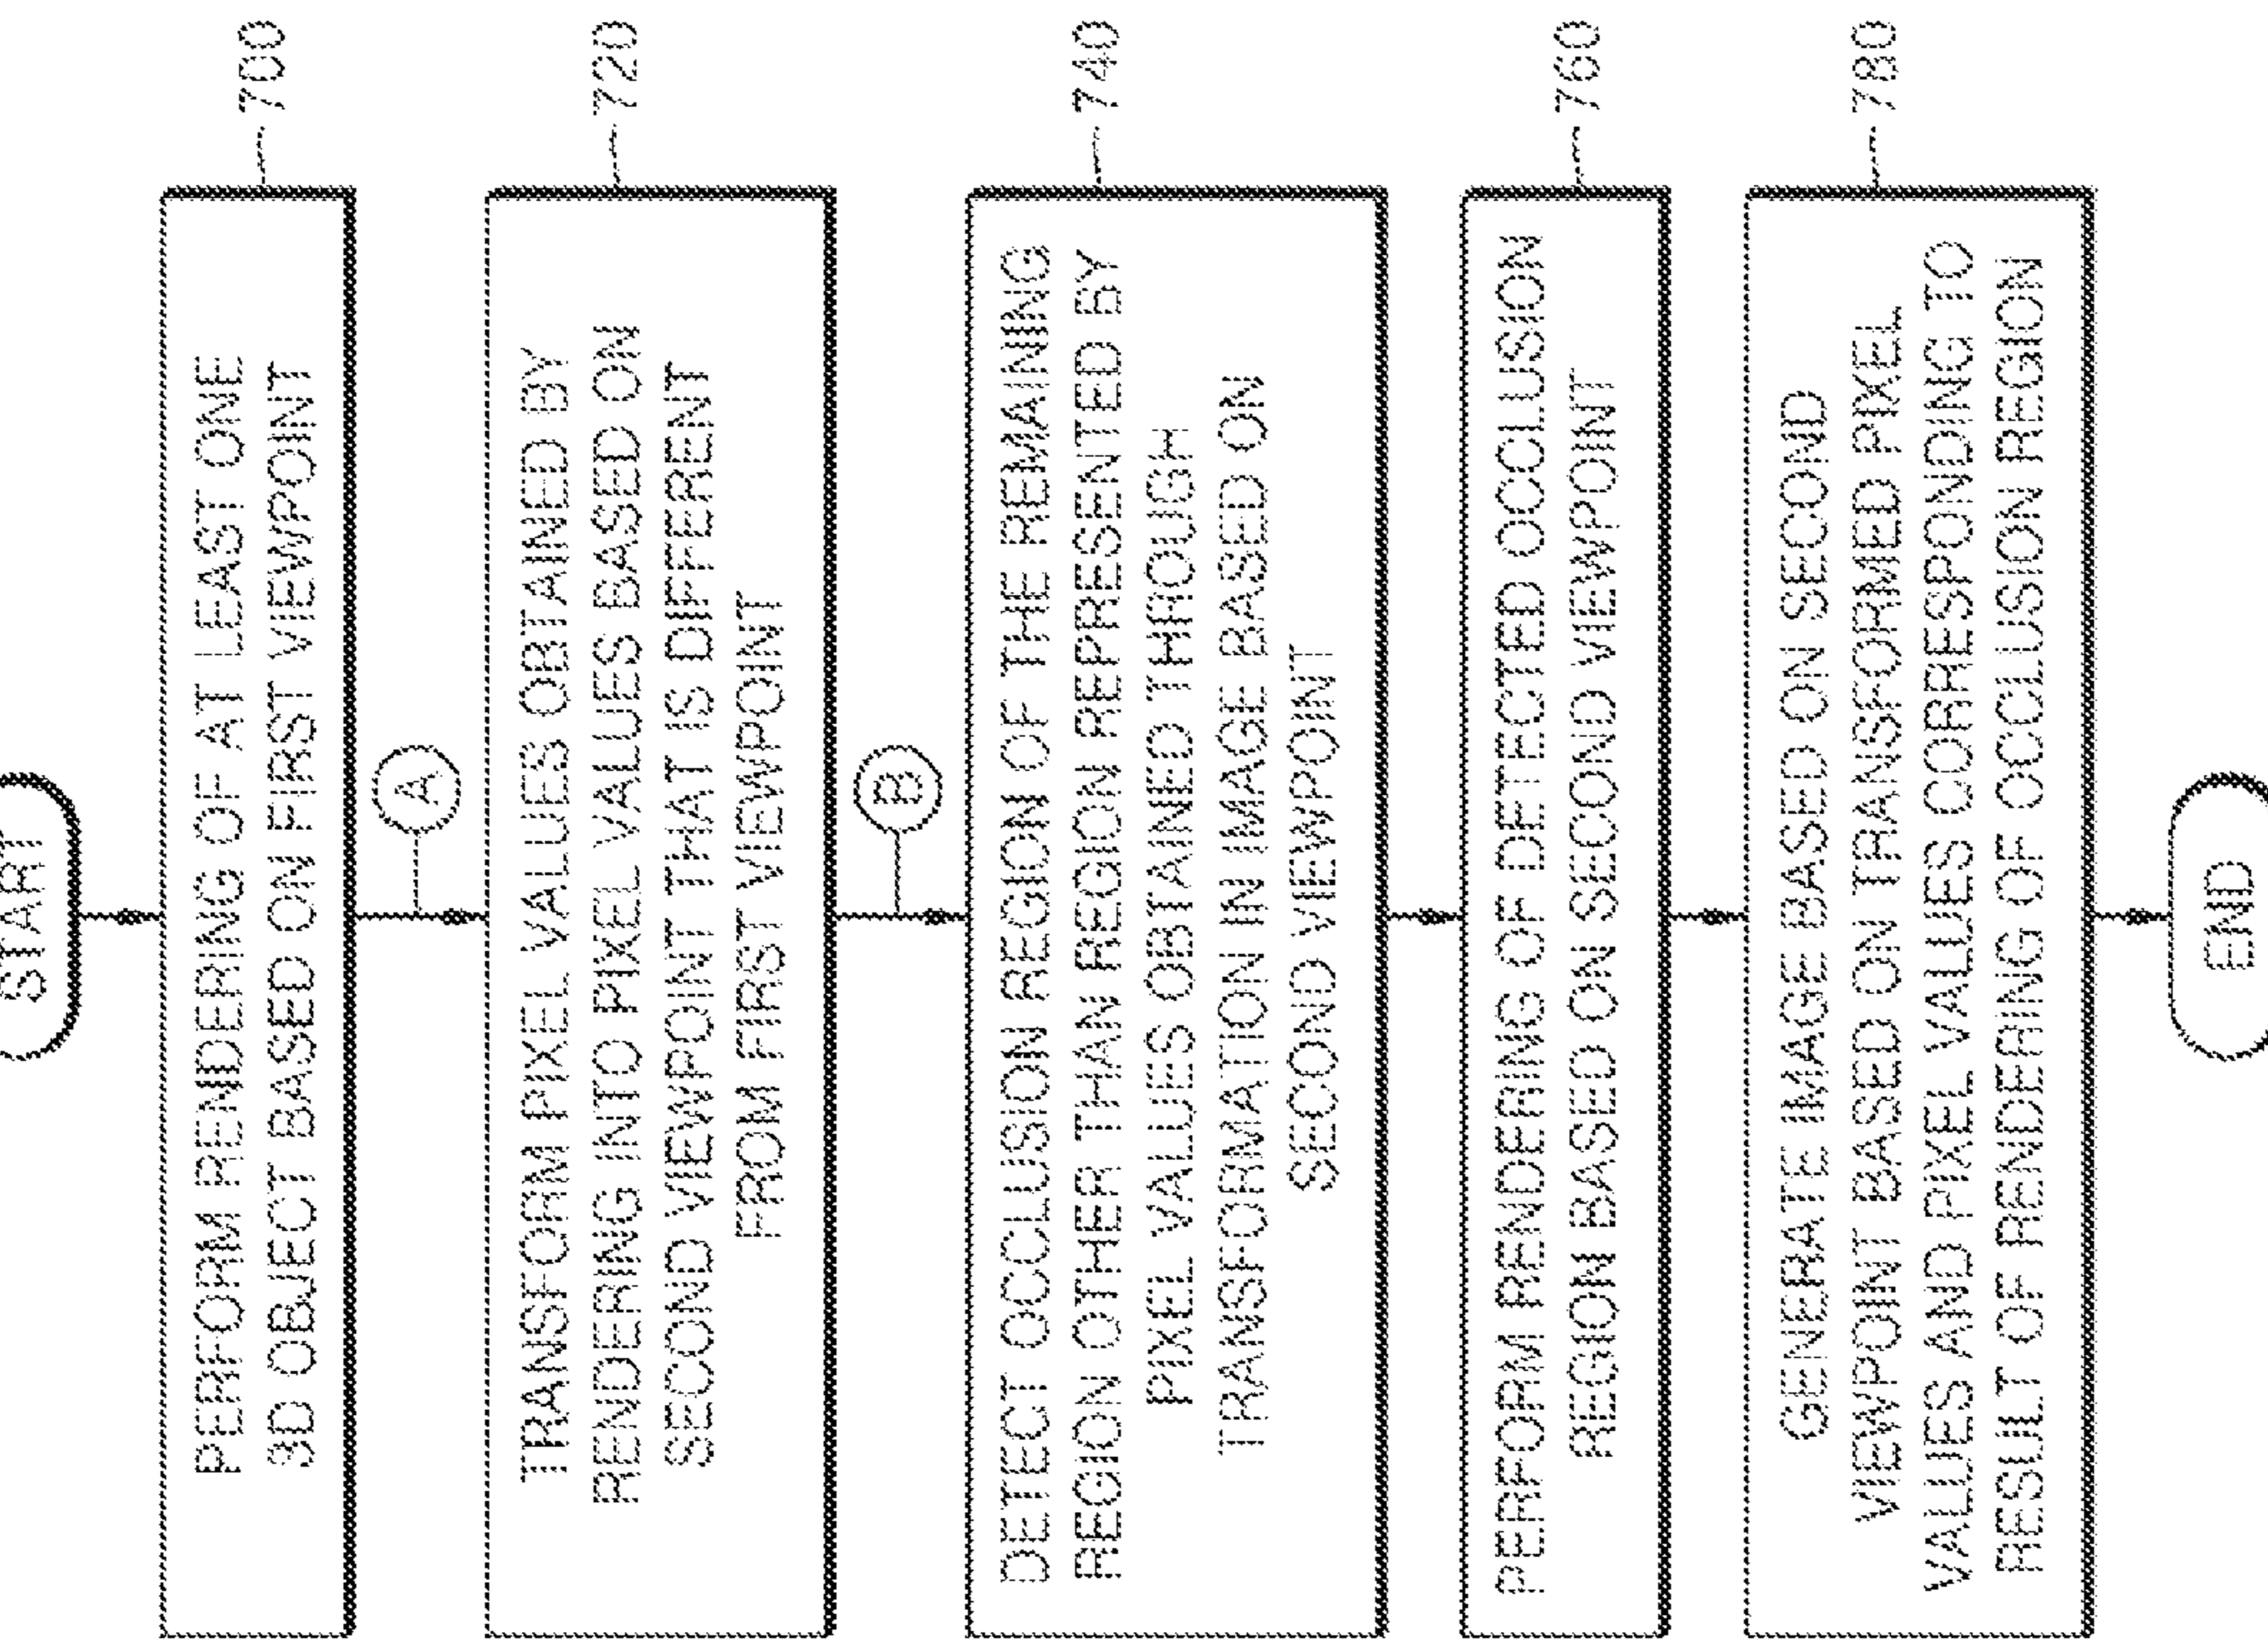 START
PERFORM RENDERING OF AT LEAST ONE
3D OBJECT BASED ON FIRST VIEWPOINT
700
A
TRANSFORM PIXEL VALUES OBTAINED BY
RENDERING INTO PIXEL VALUES BASED ON
SECOND VIEWPOINT THAT IS DIFFERENT
FROM FIRST VIEWPOINT
720
B
DETECT OCCLUSION REGION OF THE REMAINING
REGION OTHER THAN REGION REPRESENTED BY
PIXEL VALUES OBTAINED THROUGH
TRANSFORMATION IN IMAGE BASED ON
SECOND VIEWPOINT
740
PERFORM RENDERING OF DETECTED OCCLUSION
REGION BASED ON SECOND VIEWPOINT
760
GENERATE IMAGE BASED ON SECOND
VIEWPOINT BASED ON TRANSFORMED PIXEL
VALUES AND PIXEL VALUES CORRESPONDING TO
RESULT OF RENDERING OF OCCLUSION REGION
780
END